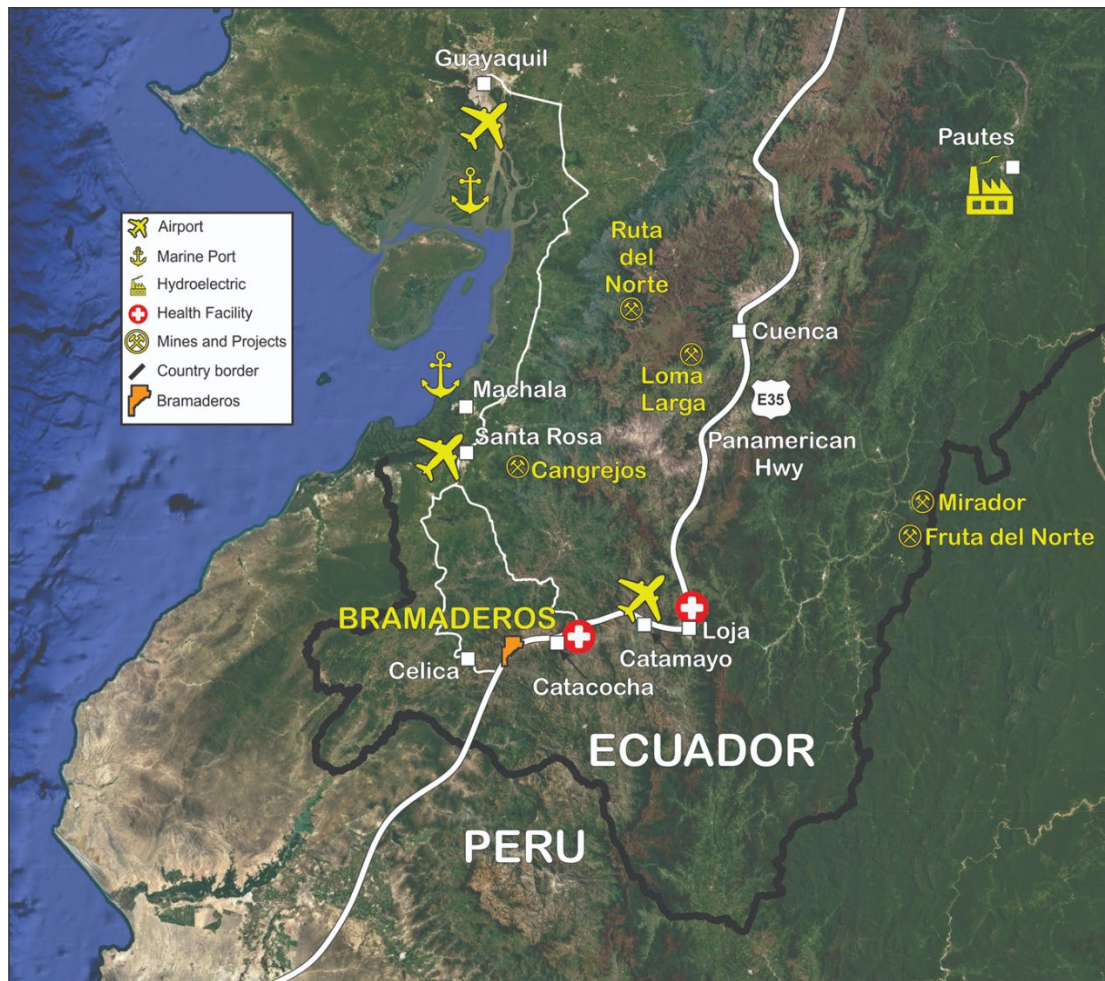 Guayaquil
Pautes
Airport
Marine Port
Hydroelectric
Health Facility
Mines and Projects
Country border
Bramaderos
Ruta
del
Norte
Cuenca
Loma
Larga
E35
Panamerican
Hwy
Machala
Santa Rosa
Cangrejos
Mirador
Fruta del Norte
BRAMADEROS
Loja
Catamayo
Celica
Catacocha
ECUADOR
PERU